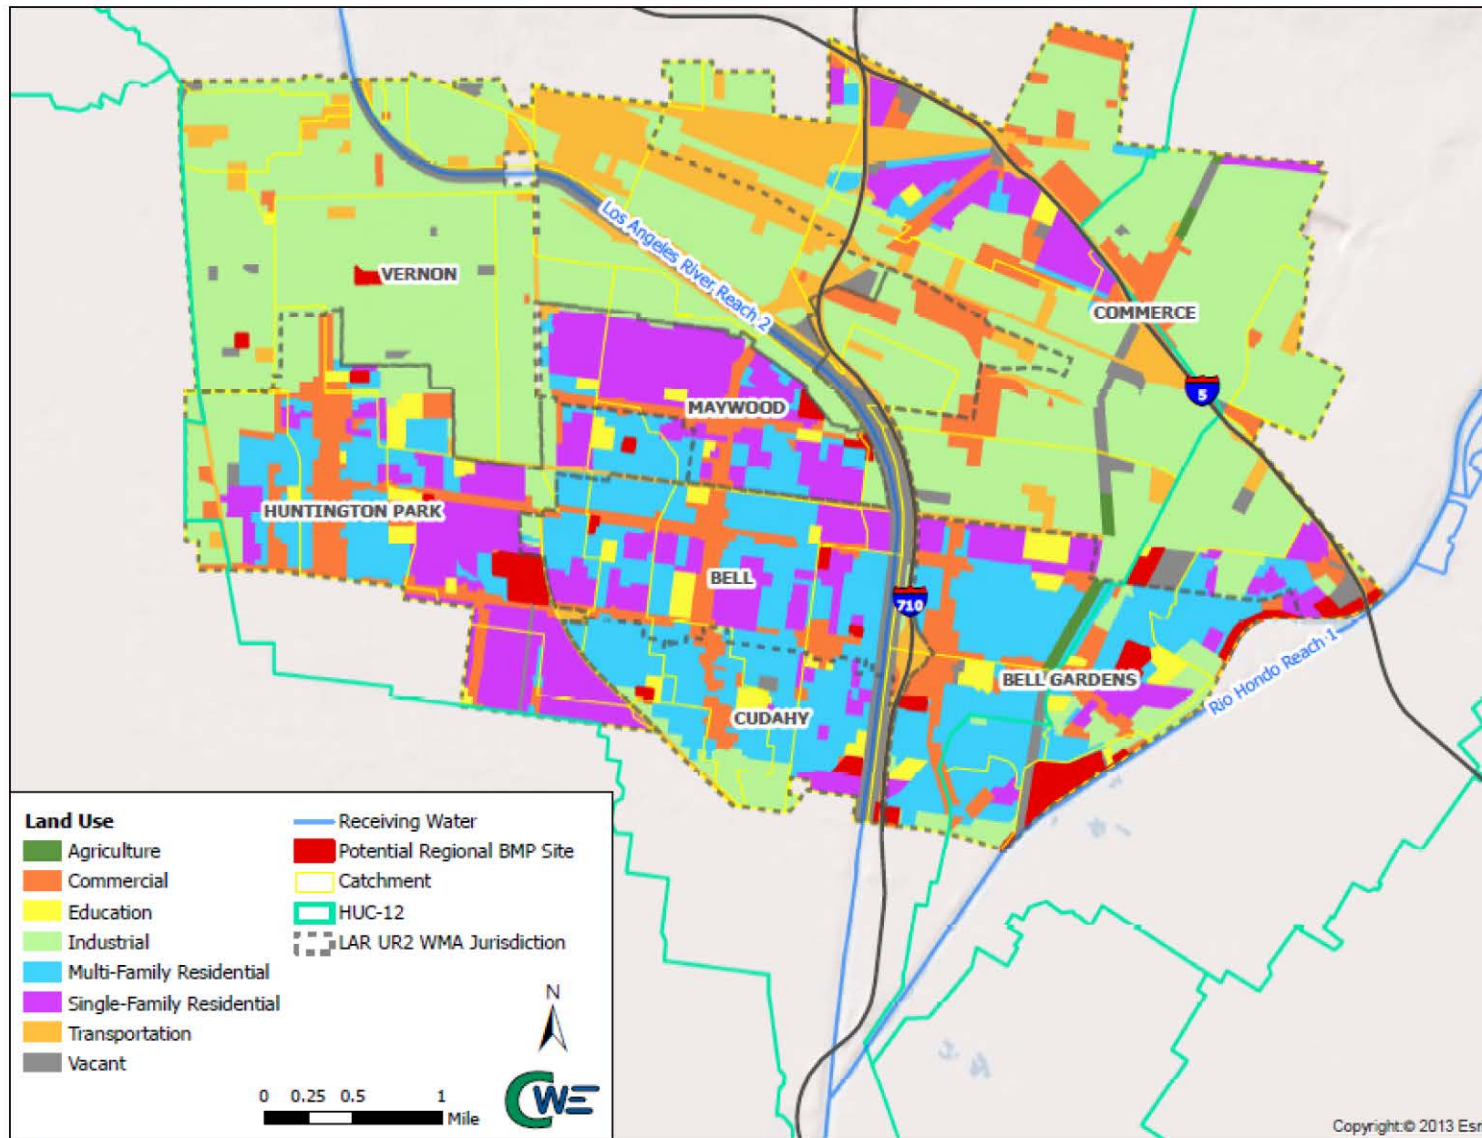 Los Angeles River Reach 2
VERNON
COMMERCE
5
MAYWOOD
HUNTINGTON PARK
BELL
710
BELL GARDENS
Rio Hondo Reach 1
CUDAHY
Land Use
Agriculture
Commercial
Education
Industrial
Multi-Family Residential
Single-Family Residential
Transportation
Vacant
Receiving Water
Potential Regional BMP Site
Catchment
HUC-12
LAR UR2 WMA Jurisdiction
N
0 0.25 0.5 1
Mile
CWE
Copyright:© 2013 Esri